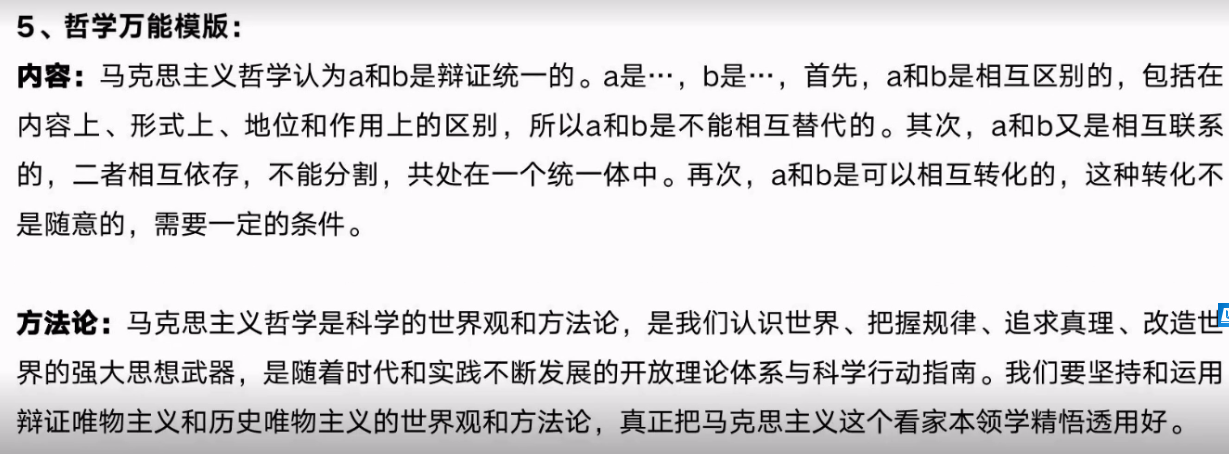 5、哲学万能模版：
内容：马克思主义哲学认为a和b是辩证统一的。a是…，b是…，首先，a和b是相互区别的，包括在
内容上、形式上、地位和作用上的区别，所以a和b是不能相互替代的。其次，a和b又是相互联系
的，二者相互依存，不能分割，共处在一个统一体中。再次，a和b是可以相互转化的，这种转化不
是随意的，需要一定的条件。
方法论：马克思主义哲学是科学的世界观和方法论，是我们认识世界、把握规律、追求真理、改造世
界的强大思想武器，是随着时代和实践不断发展的开放理论体系与科学行动指南。我们要坚持和运用
辩证唯物主义和历史唯物主义的世界观和方法论，真正把马克思主义这个看家本领学精悟透用好。